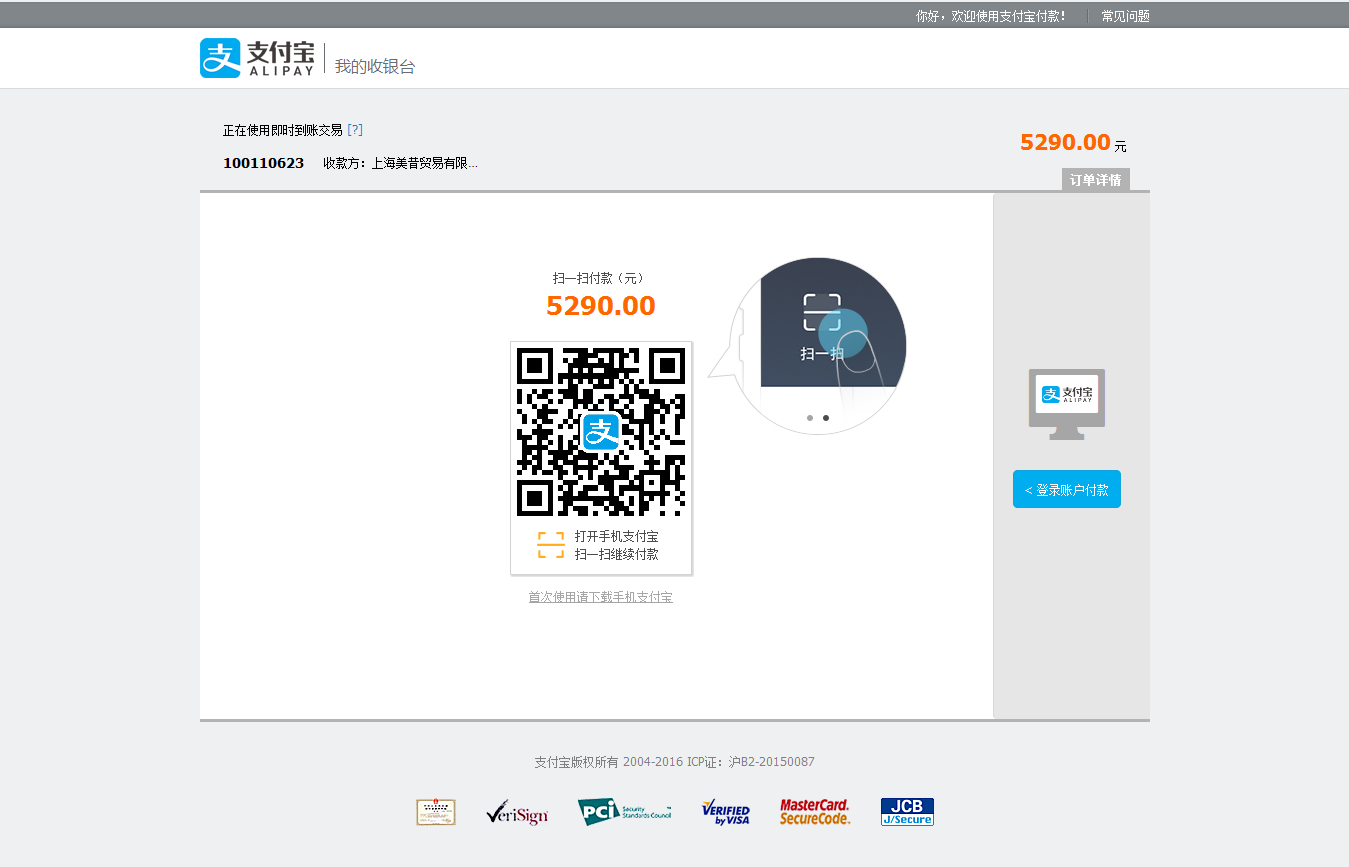 你好，欢迎使用支付宝付款！ 常见问题
支 支付宝 ALIPAY 我的收银台
正在使用即时到账交易 [?]
5290.00 元
100110623 收款方：上海美昔贸易有限...
订单详情
扫一扫付款（元）
5290.00
扫一扫
支
支 支付宝 ALIPAY
< 登录账户付款
打开手机支付宝
扫一扫继续付款
首次使用请下载手机支付宝
支付宝版权所有 2004-2016 ICP证：沪B2-20150087
VeriSign
PCI Security Standards Council
VERIFIED by VISA
MasterCard. SecureCode.
JCB J/Secure